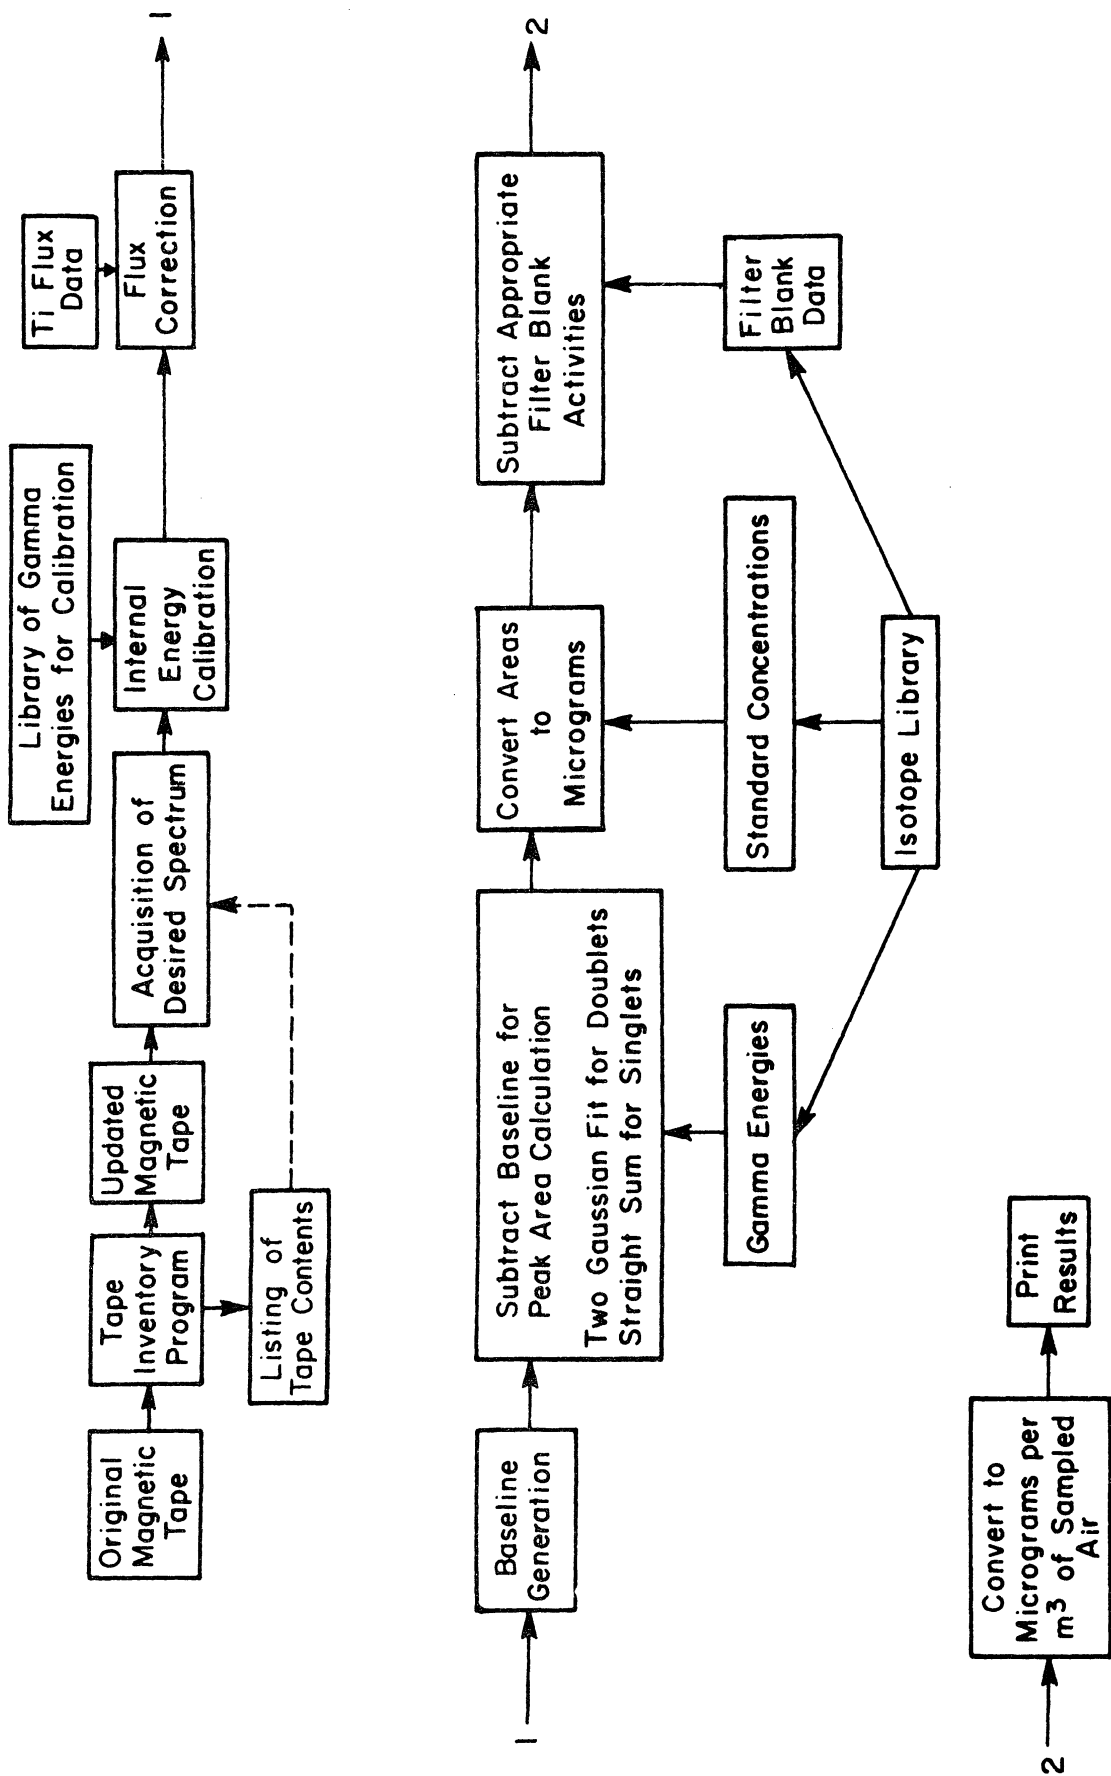 Original
Magnetic
Tape
Tape
Inventory
Program
Listing of
Tape Contents
Updated
Magnetic
Tape
Acquisition of
Desired Spectrum
Library of Gamma
Energies for Calibration
Internal
Energy
Calibration
Ti Flux
Data
Flux
Correction
1
1
Baseline
Generation
Subtract Baseline for
Peak Area Calculation
Two Gaussian Fit for Doublets
Straight Sum for Singlets
Gamma Energies
Convert Areas
to
Micrograms
Standard Concentrations
Isotope Library
Subtract Appropriate
Filter Blank
Activities
Filter
Blank
Data
2
2
Convert to
Micrograms per
m³ of Sampled
Air
Print
Results